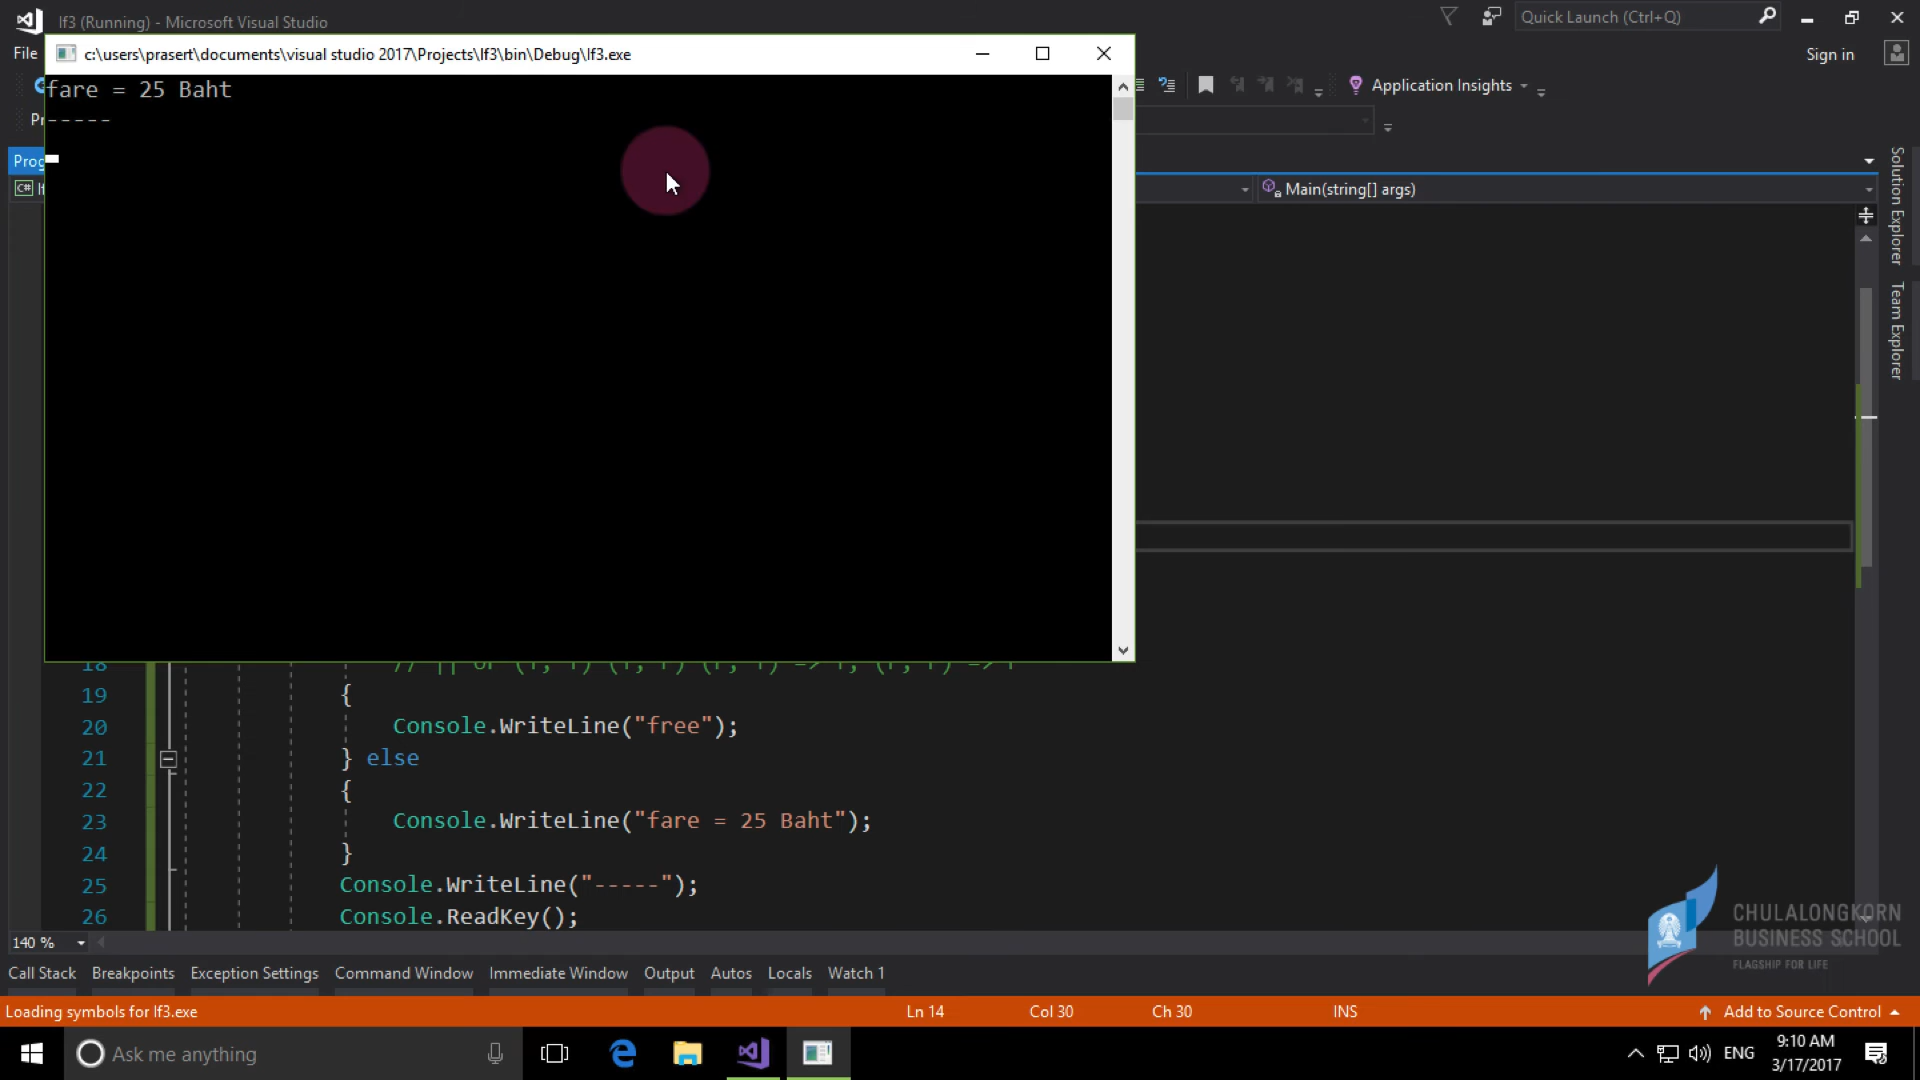 If3 (Running) - Microsoft Visual Studio
Quick Launch (Ctrl+Q)
File
c:\users\prasert\documents\visual studio 2017\Projects\If3\bin\Debug\If3.exe
Sign in
fare = 25 Baht
Application Insights
-----
Prog
C#
Main(string[] args)
Solution Explorer
Team Explorer
18
19 {
20 Console.WriteLine("free");
21 } else
22 {
23 Console.WriteLine("fare = 25 Baht");
24 }
25 Console.WriteLine("-----");
26 Console.ReadKey();
CHULALONGKORN
BUSINESS SCHOOL
FLAGSHIP FOR LIFE
140 %
Call Stack Breakpoints Exception Settings Command Window Immediate Window Output Autos Locals Watch 1
Loading symbols for If3.exe Ln 14 Col 30 Ch 30 INS Add to Source Control
Ask me anything
ENG
9:10 AM
3/17/2017